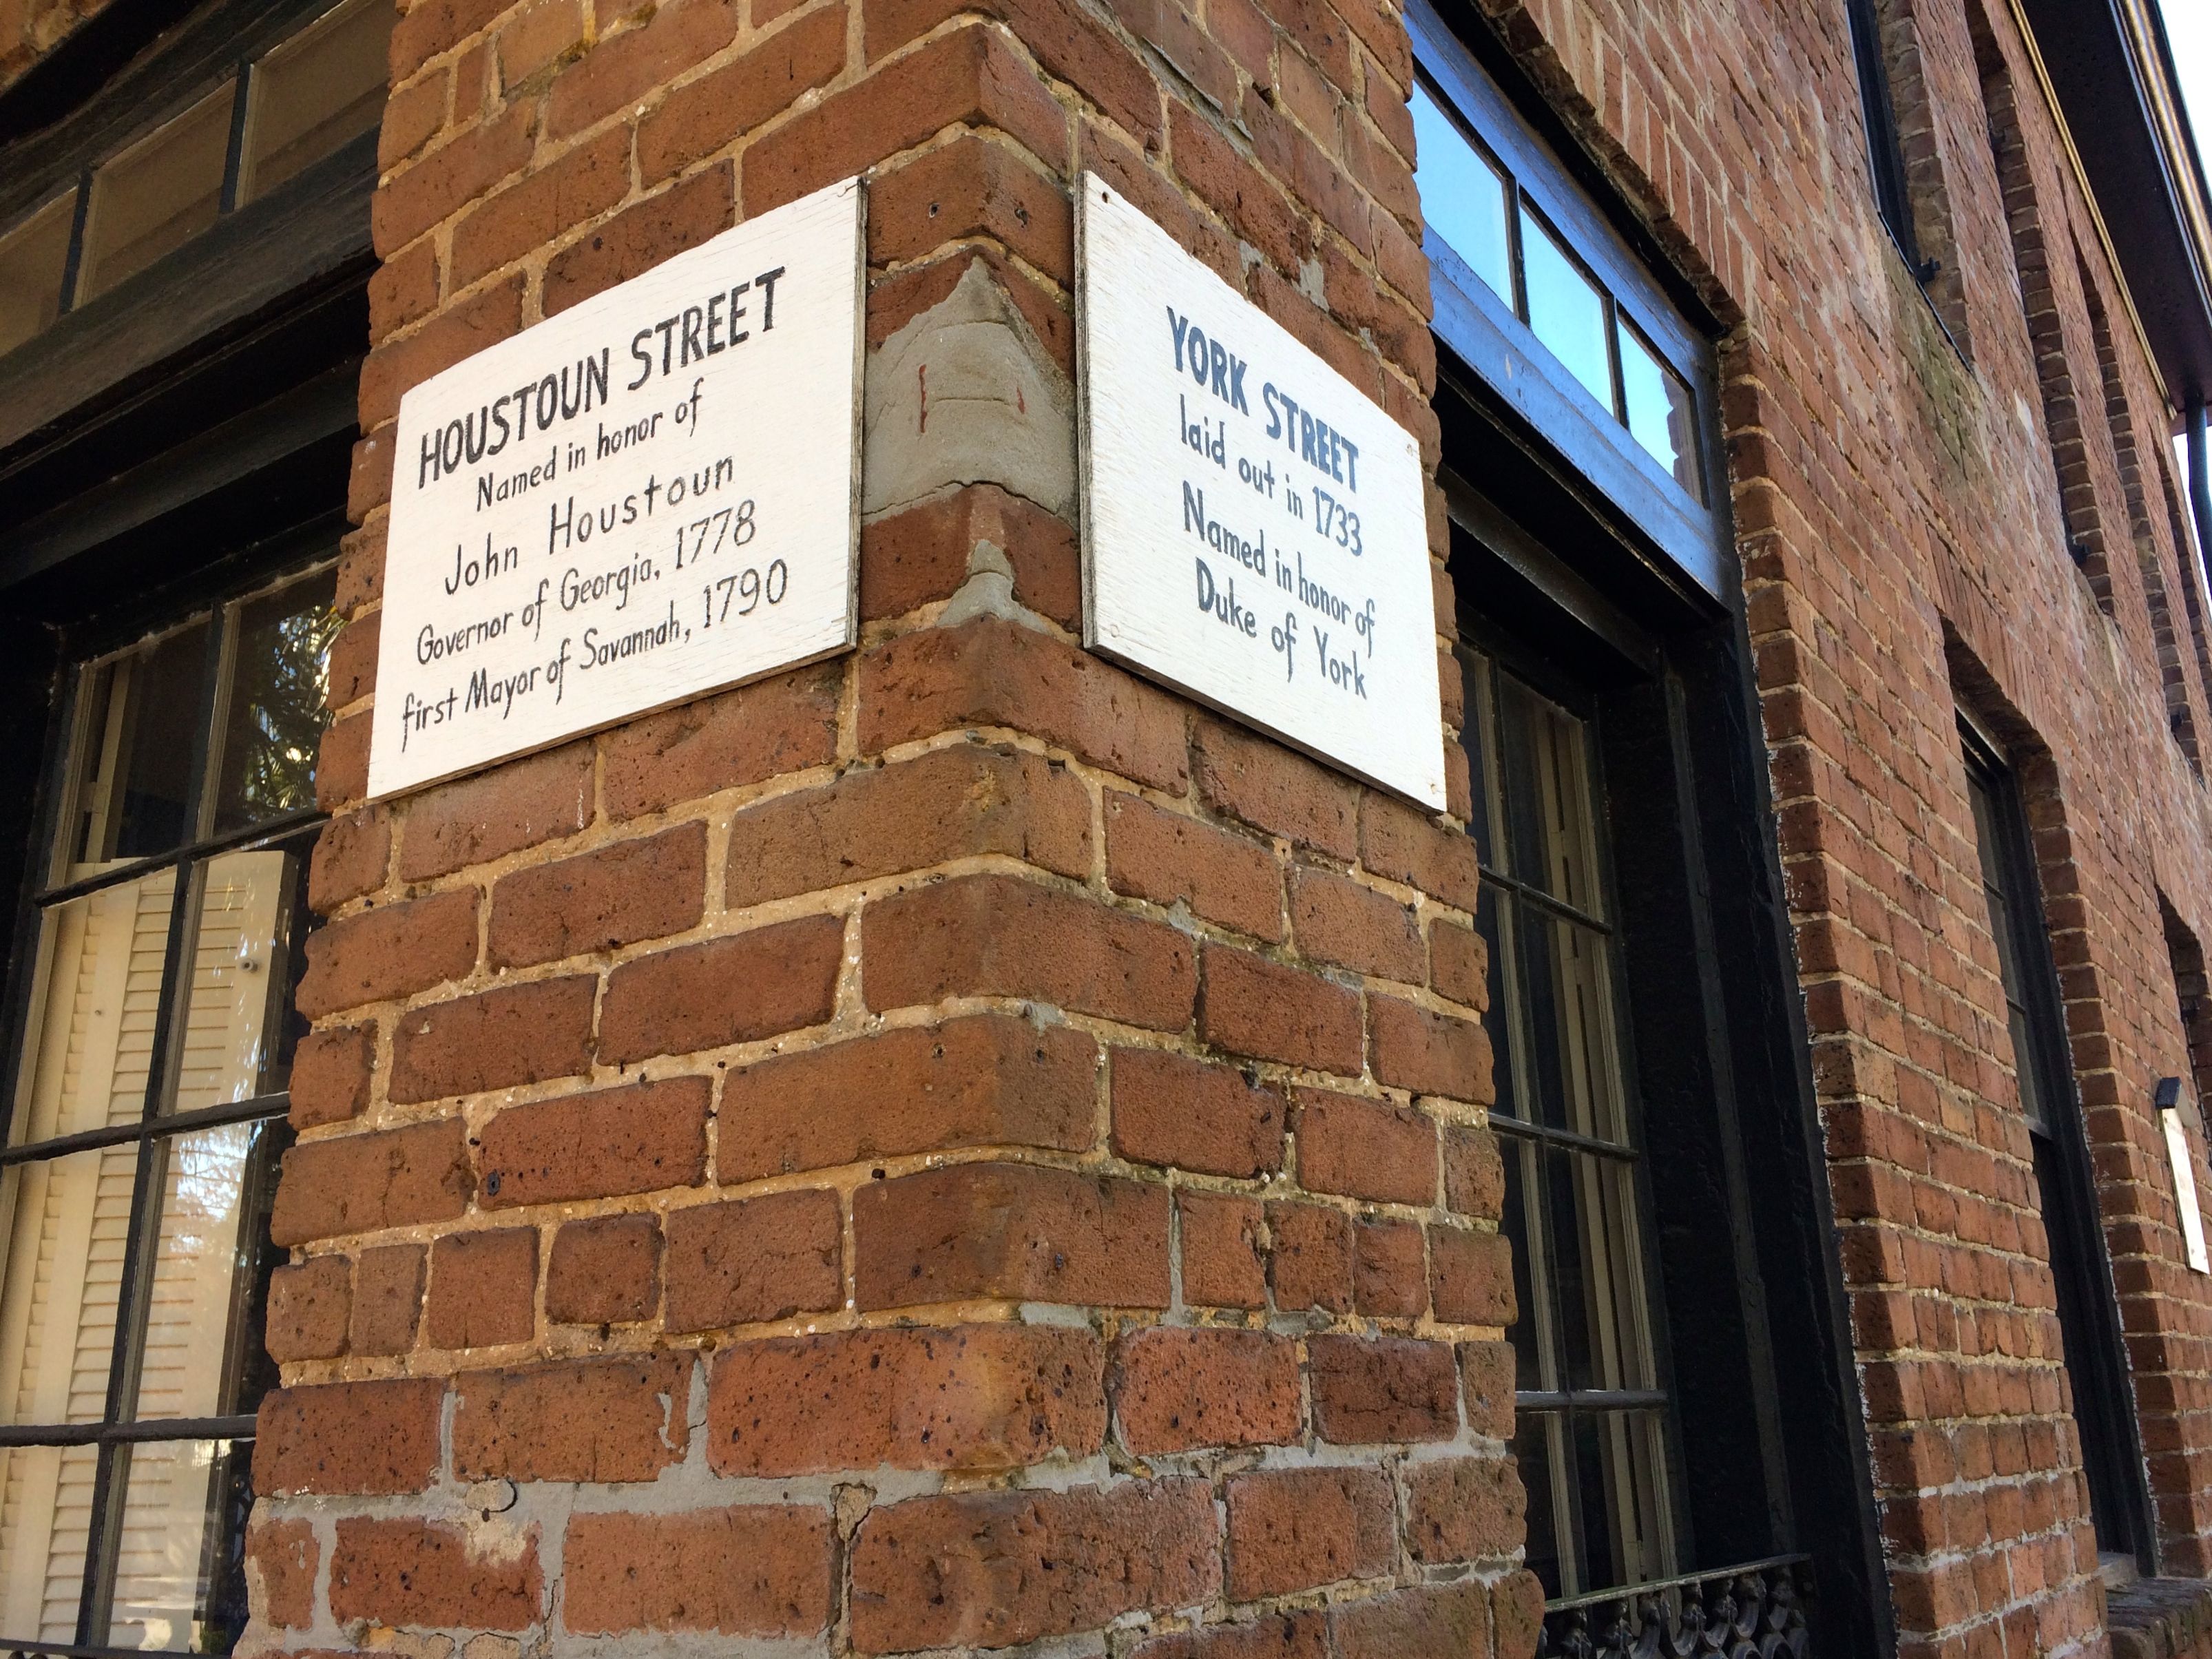 HOUSTOUN STREET
Named in honor of
John Houstoun
Governor of Georgia, 1778
first Mayor of Savannah, 1790
YORK STREET
laid out in 1733
Named in honor of
Duke of York